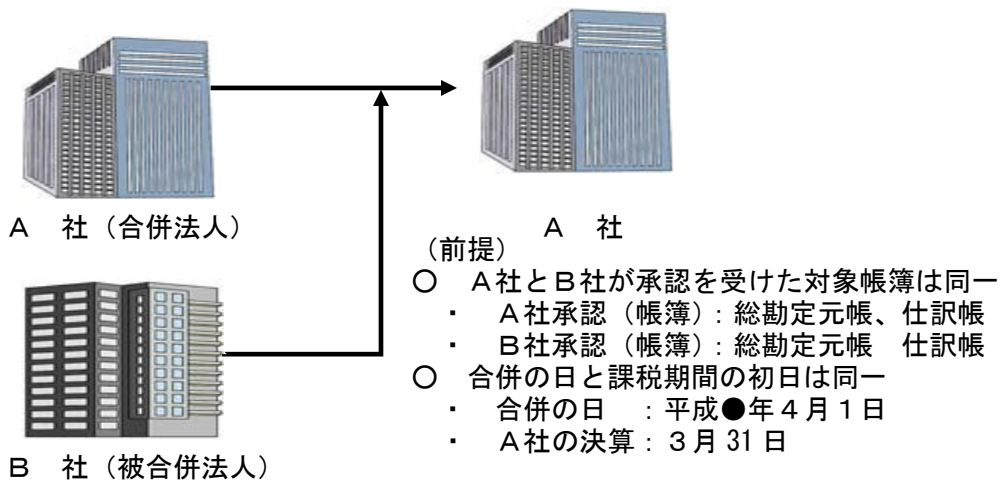 A　社（合併法人）
A　社
（前提）
○　A社とB社が承認を受けた対象帳簿は同一
・　A社承認（帳簿）：総勘定元帳、仕訳帳
・　B社承認（帳簿）：総勘定元帳　仕訳帳
○　合併の日と課税期間の初日は同一
・　合併の日　：平成●年４月１日
・　A社の決算：３月 31 日
B　社（被合併法人）